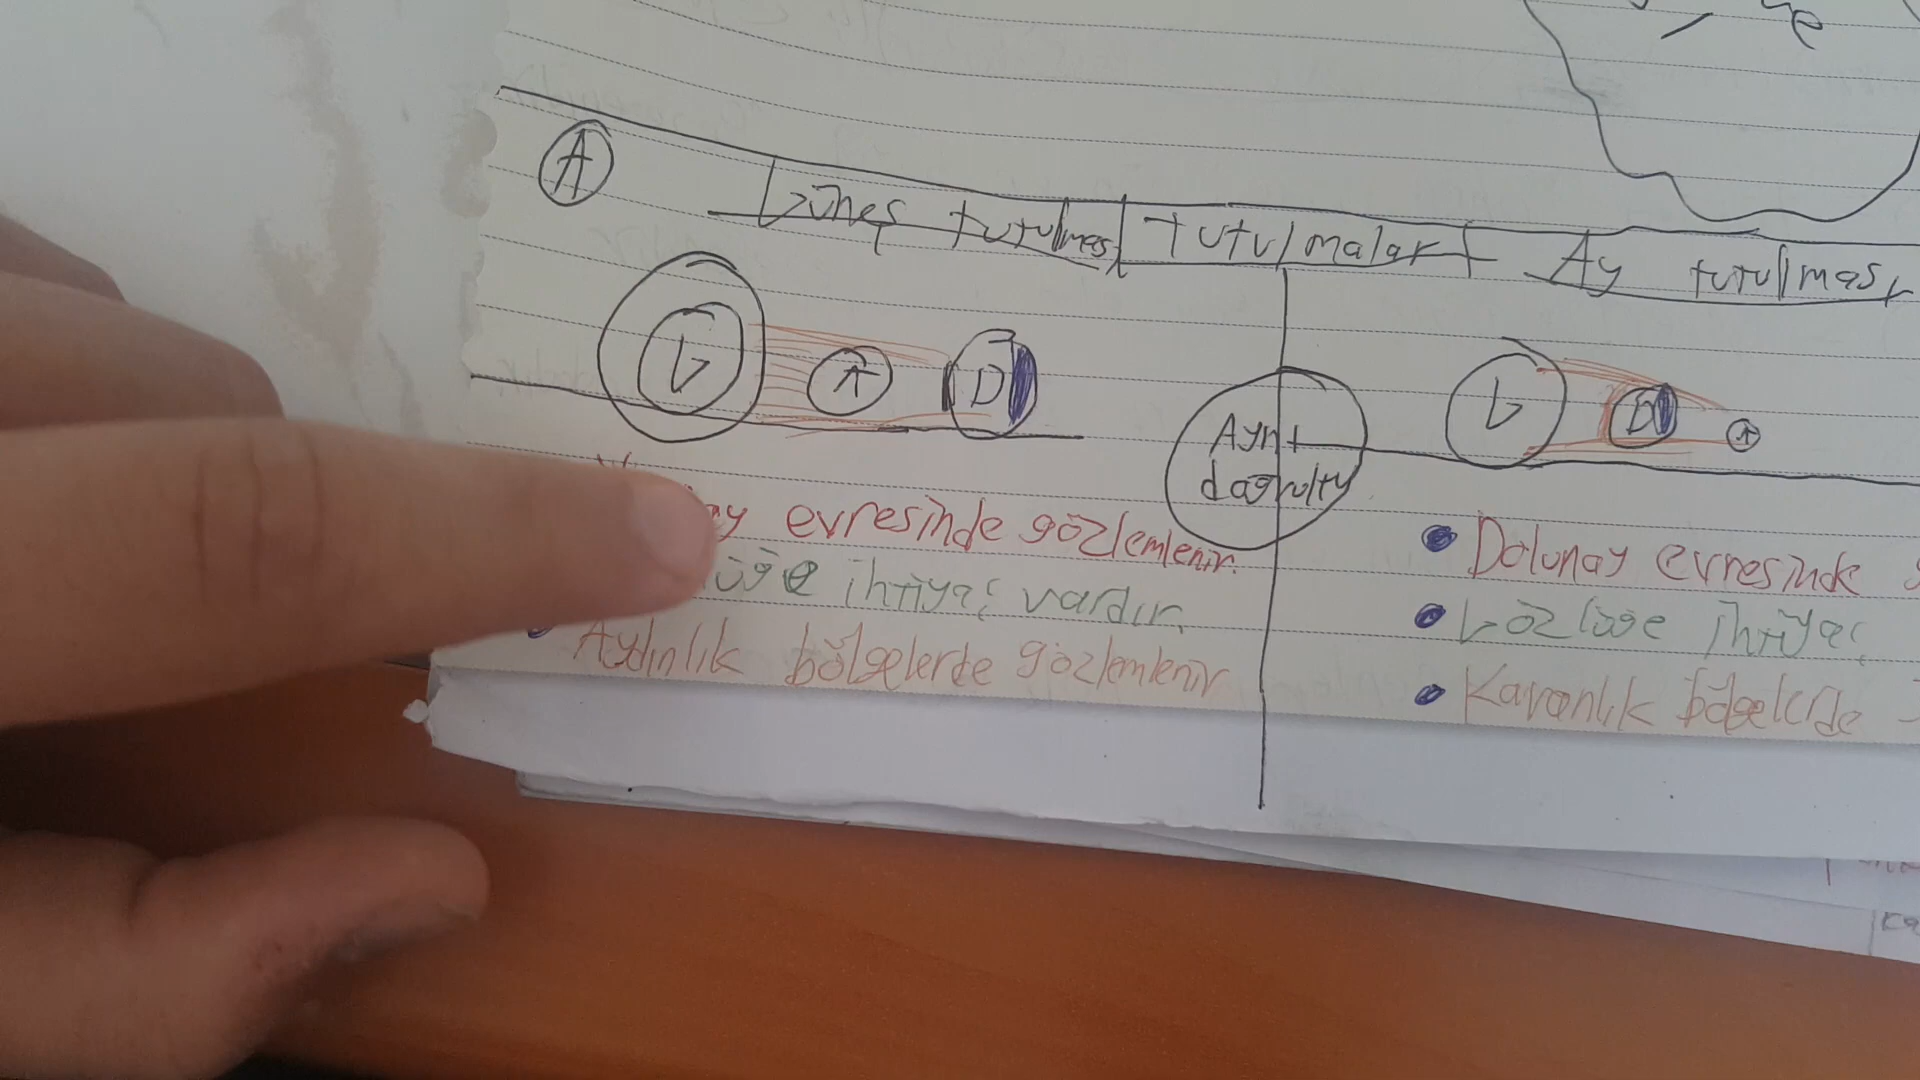 A
Güneş tutulması tutulmalar Ay tutulması
G A D
G D A
Aynı
doğrultu
evresinde gözlemlenir.
ihtiyaç vardır.
Aydınlık bölgelerde gözlemlenir
Dolunay evresinde
Gözlüğe ihtiyaç
Karanlık bölgelerde